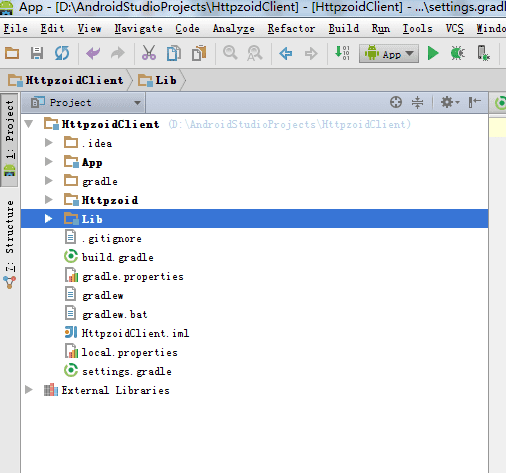 App - [D:\AndroidStudioProjects\HttpzoidClient] - [Httpzoid] - ...\settings.gradl
File Edit View Navigate Code Analyze Refactor Build Run Tools VCS Windo
App
HttpzoidClient Lib
Project
1: Project
7: Structure
HttpzoidClient (D:\AndroidStudioProjects\HttpzoidClient)
.idea
App
gradle
Httpzoid
Lib
.gitignore
build.gradle
gradle.properties
gradlew
gradlew.bat
HttpzoidClient.iml
local.properties
settings.gradle
External Libraries